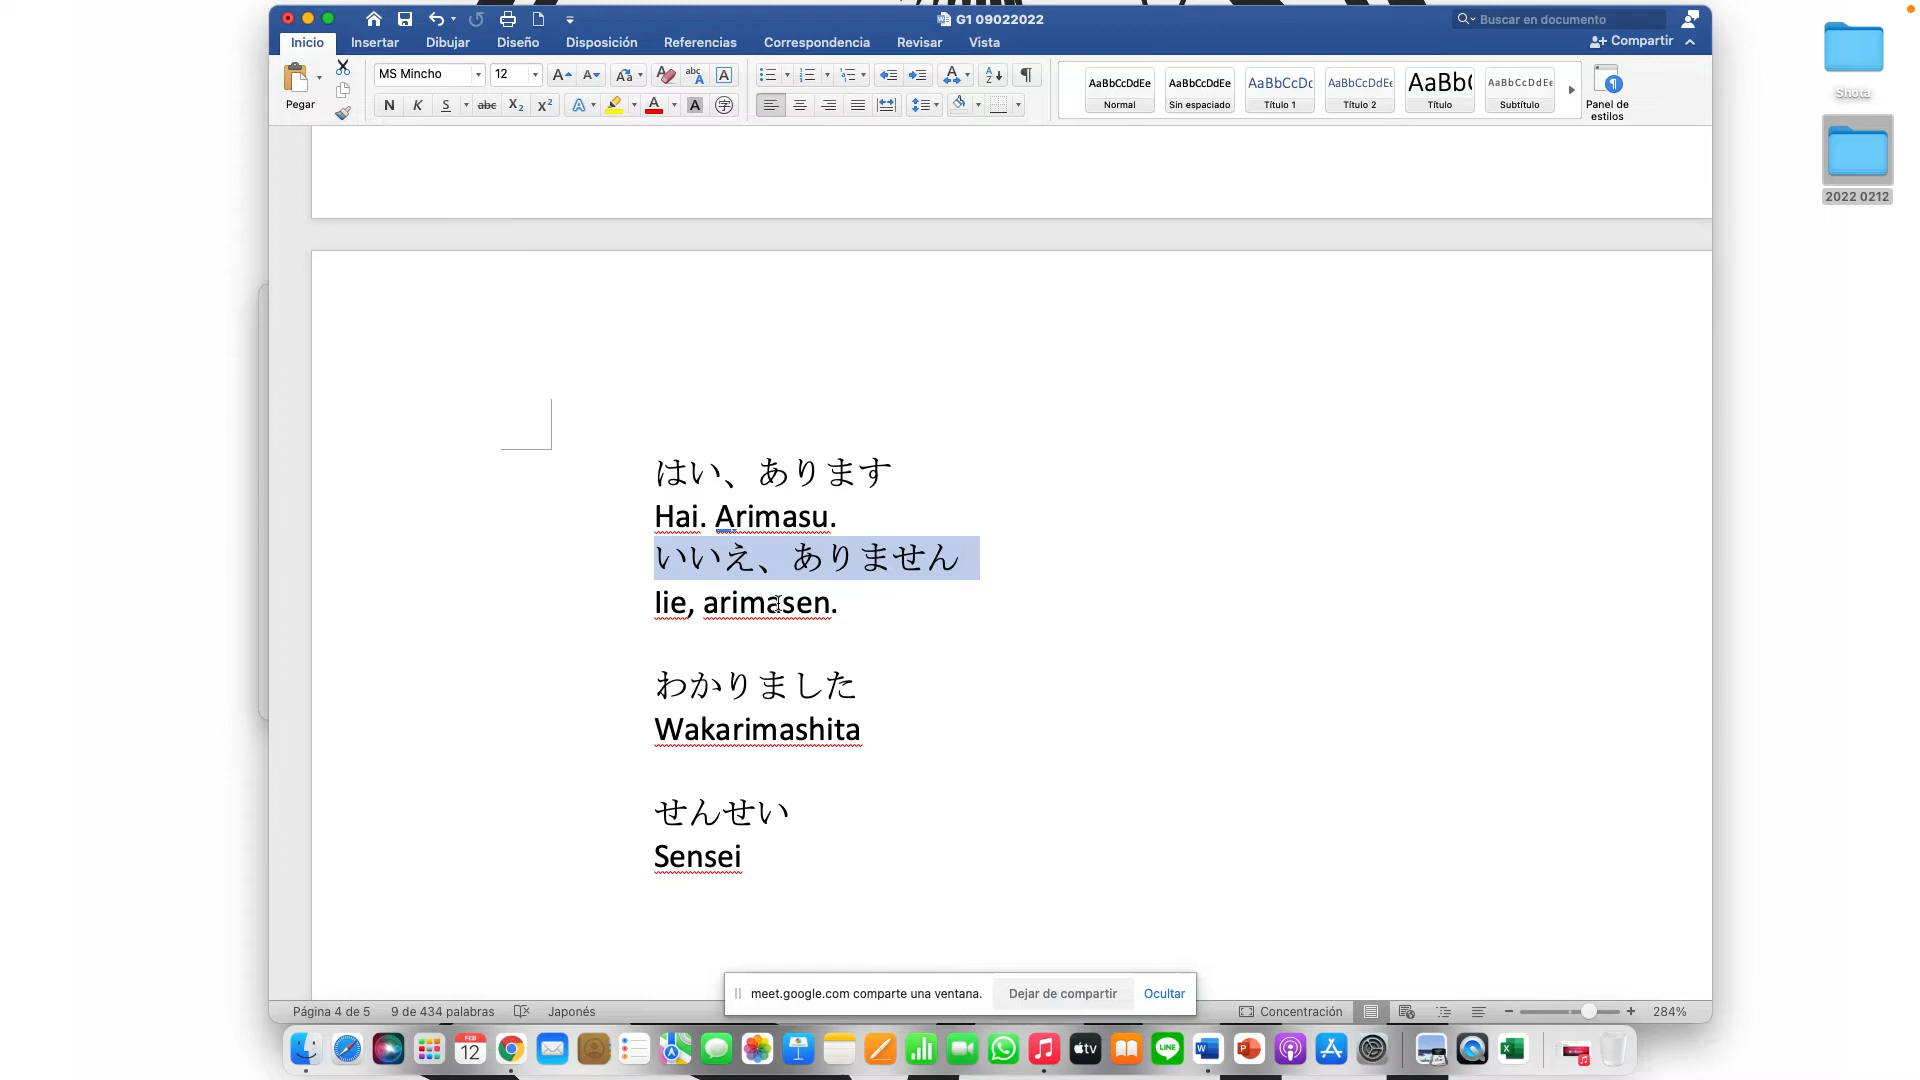 G1 09022022
Buscar en documento
Inicio
Insertar
Dibujar
Diseño
Disposición
Referencias
Correspondencia
Revisar
Vista
Compartir
Pegar
MS Mincho
12
AaBbCcDdEe
Normal
AaBbCcDdEe
Sin espaciado
AaBbCcDc
Título 1
AaBbCcDdEe
Título 2
AaBb(
Título
AaBbCcDdEe
Subtítulo
Panel de
estilos
Shota
2022 0212
はい、あります
Hai. Arimasu.
いいえ、ありません
Iie, arimasen.
わかりました
Wakarimashita
せんせい
Sensei
meet.google.com comparte una ventana.
Dejar de compartir
Ocultar
Página 4 de 5
9 de 434 palabras
Japonés
Concentración
284%
FEB
12
tv
LINE